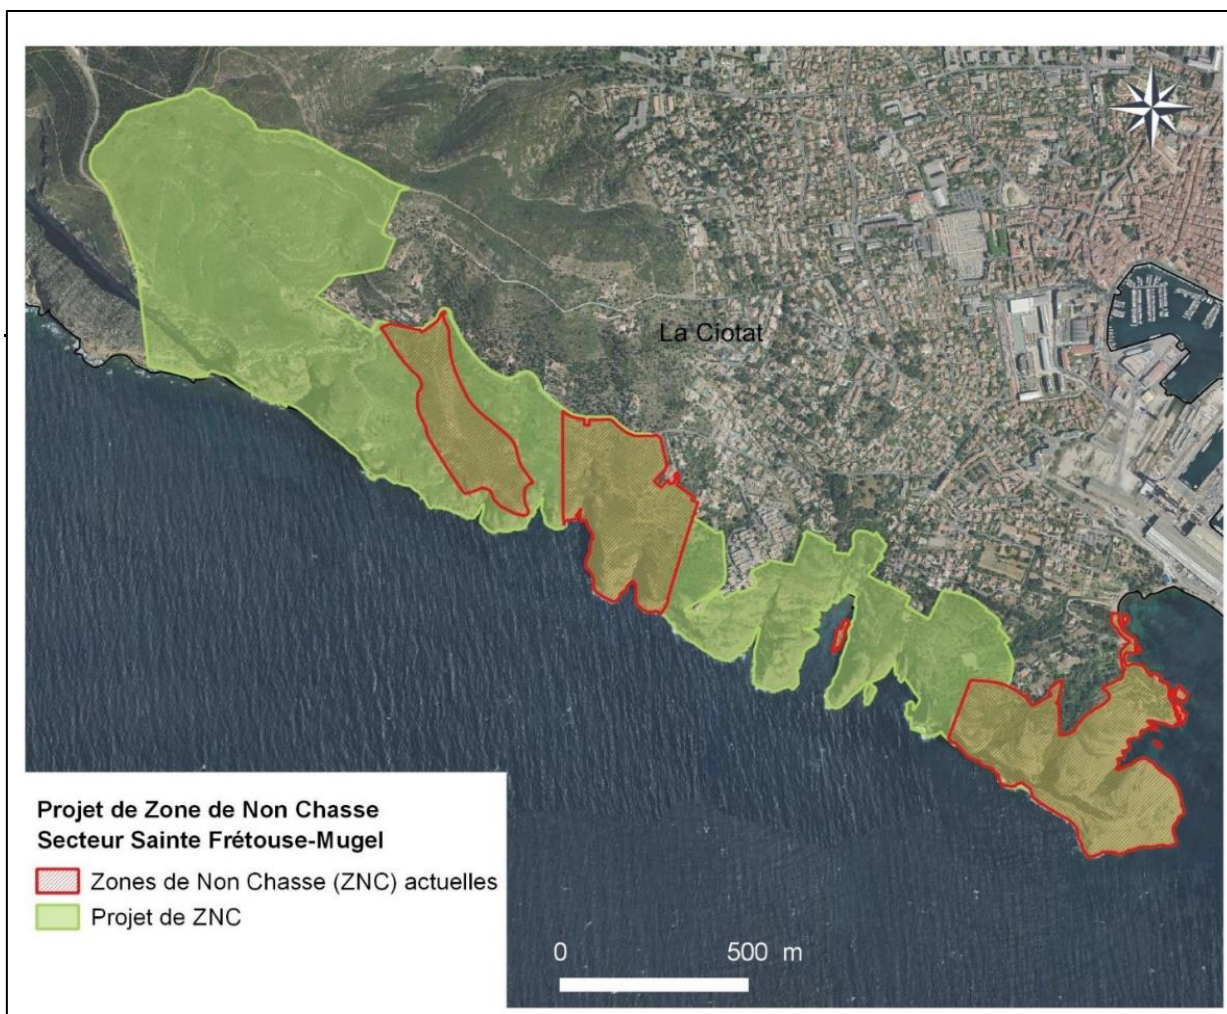 La Ciotat
Projet de Zone de Non Chasse
Secteur Sainte Frétouse-Mugel
Zones de Non Chasse (ZNC) actuelles
Projet de ZNC
0 500 m